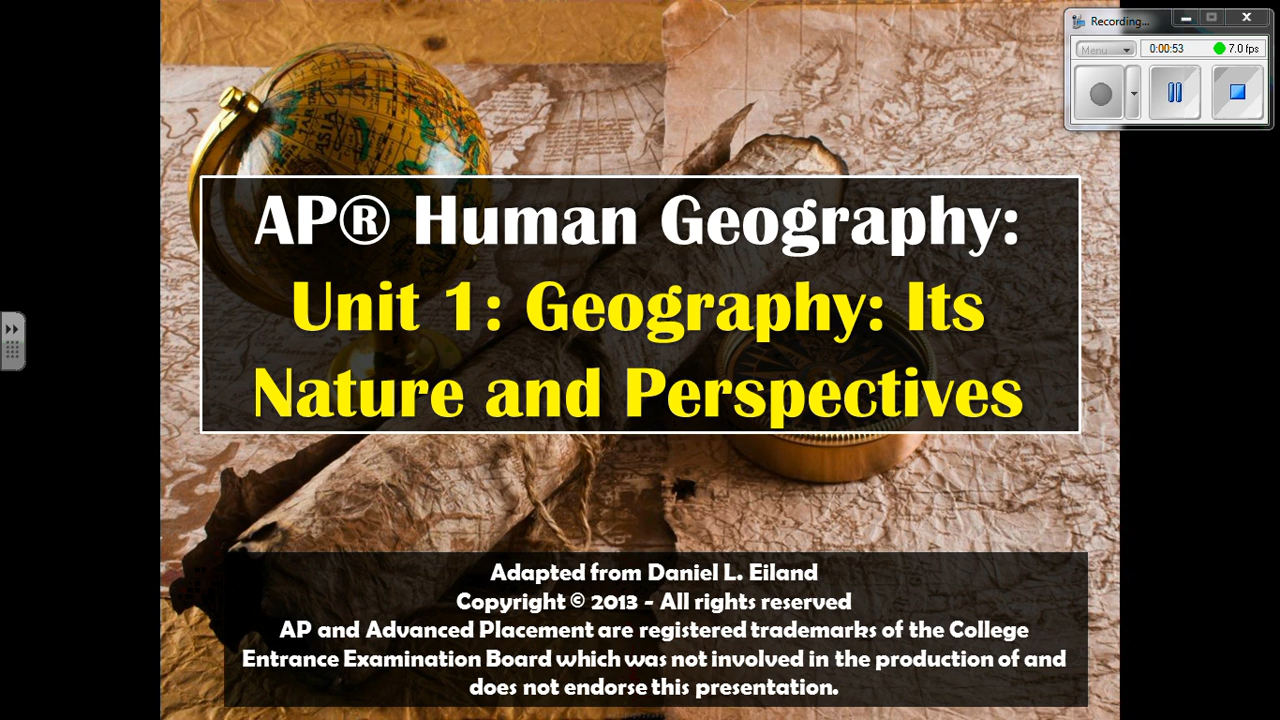 Recording...
Menu
0:00:53
7.0 fps
ASIA
AP® Human Geography:
Unit 1: Geography: Its
Nature and Perspectives
Adapted from Daniel L. Eiland
Copyright © 2013 - All rights reserved
AP and Advanced Placement are registered trademarks of the College
Entrance Examination Board which was not involved in the production of and
does not endorse this presentation.